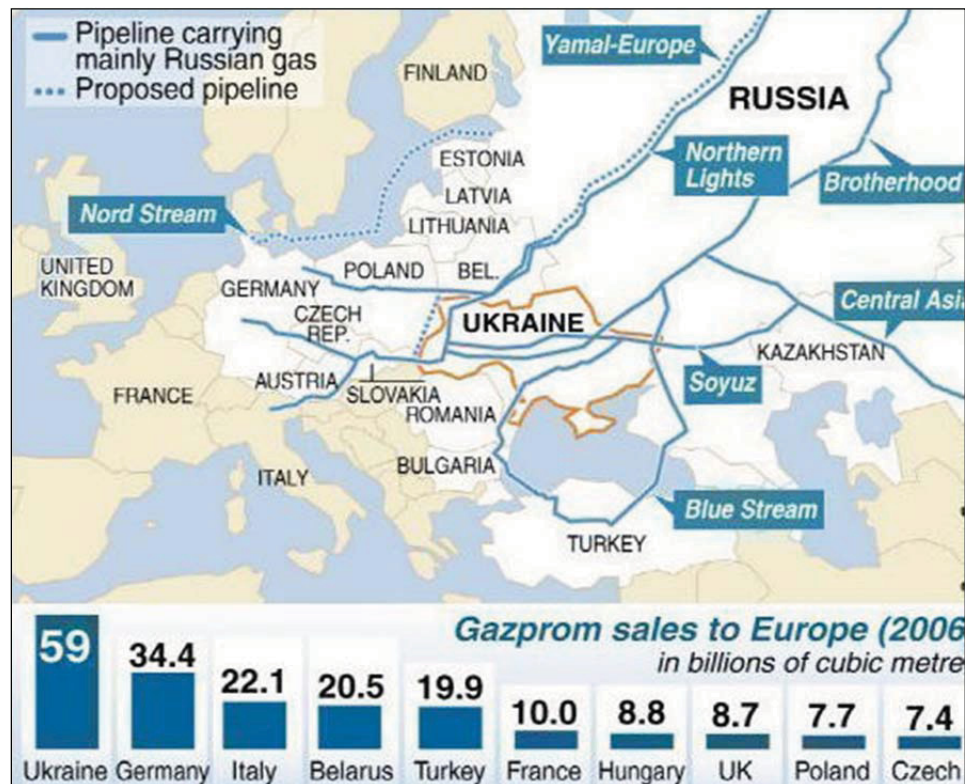 Pipeline carrying
mainly Russian gas
Proposed pipeline
Yamal-Europe
FINLAND
RUSSIA
ESTONIA
Northern
Lights
Brotherhood
LATVIA
Nord Stream
LITHUANIA
UNITED
KINGDOM
POLAND
BEL.
GERMANY
CZECH
REP.
UKRAINE
Central Asia
KAZAKHSTAN
FRANCE
AUSTRIA
SLOVAKIA
Soyuz
ROMANIA
ITALY
BULGARIA
Blue Stream
TURKEY
Gazprom sales to Europe (2006
in billions of cubic metre
59
34.4
22.1
20.5
19.9
10.0
8.8
8.7
7.7
7.4
Ukraine Germany Italy Belarus Turkey France Hungary UK Poland Czech